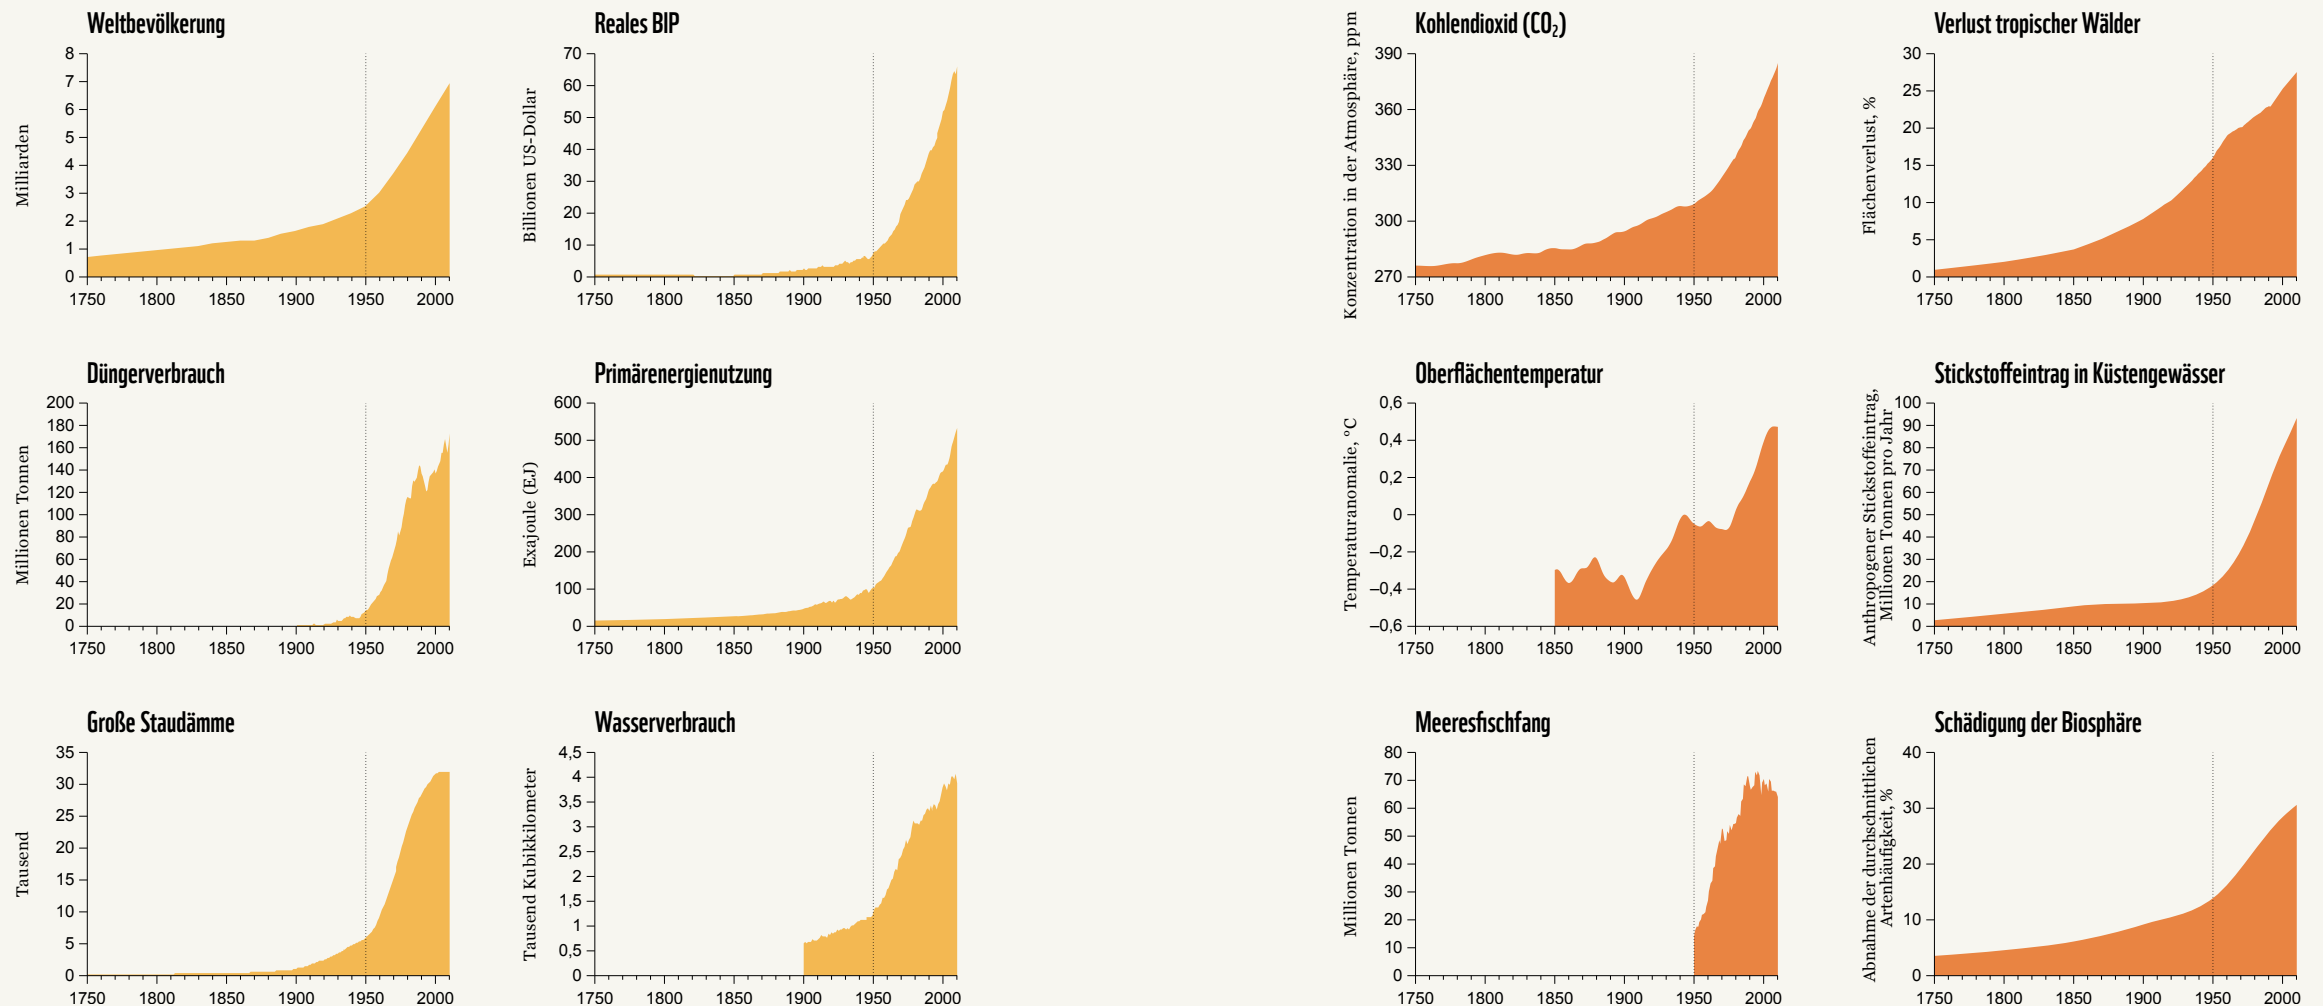 Weltbevölkerung
Milliarden
8
7
6
5
4
3
2
1
0
1750 1800 1850 1900 1950 2000
Reales BIP
Billionen US-Dollar
70
60
50
40
30
20
10
0
1750 1800 1850 1900 1950 2000
Kohlendioxid (CO₂)
Konzentration in der Atmosphäre, ppm
390
360
330
300
270
1750 1800 1850 1900 1950 2000
Verlust tropischer Wälder
Flächenverlust, %
30
25
20
15
10
5
0
1750 1800 1850 1900 1950 2000
Düngerverbrauch
Millionen Tonnen
200
180
160
140
120
100
80
60
40
20
0
1750 1800 1850 1900 1950 2000
Primärenergienutzung
Exajoule (EJ)
600
500
400
300
200
100
0
1750 1800 1850 1900 1950 2000
Oberflächentemperatur
Temperaturanomalie, °C
0,6
0,4
0,2
0
–0,2
–0,4
–0,6
1750 1800 1850 1900 1950 2000
Stickstoffeintrag in Küstengewässer
Anthropogener Stickstoffeintrag,
Millionen Tonnen pro Jahr
100
90
80
70
60
50
40
30
20
10
0
1750 1800 1850 1900 1950 2000
Große Staudämme
Tausend
35
30
25
20
15
10
5
0
1750 1800 1850 1900 1950 2000
Wasserverbrauch
Tausend Kubikkilometer
4,5
4
3,5
3
2,5
2
1,5
1
0,5
0
1750 1800 1850 1900 1950 2000
Meeresfischfang
Millionen Tonnen
80
70
60
50
40
30
20
10
0
1750 1800 1850 1900 1950 2000
Schädigung der Biosphäre
Abnahme der durchschnittlichen
Artenhäufigkeit, %
40
30
20
10
0
1750 1800 1850 1900 1950 2000